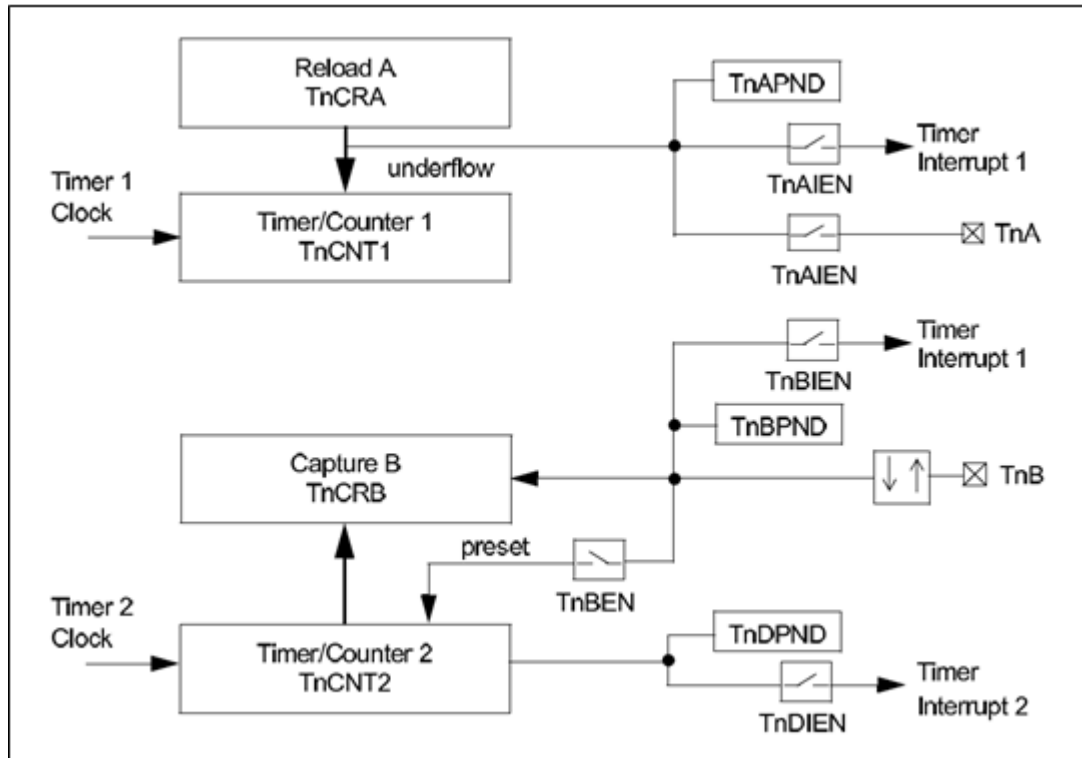 Reload A
TnCRA
TnAPND
underflow
Timer
Interrupt 1
TnAIEN
Timer 1
Clock
Timer/Counter 1
TnCNT1
TnA
TnAIEN
Timer
Interrupt 1
TnBIEN
TnBPND
Capture B
TnCRB
TnB
preset
TnBEN
Timer 2
Clock
Timer/Counter 2
TnCNT2
TnDPND
Timer
Interrupt 2
TnDIEN